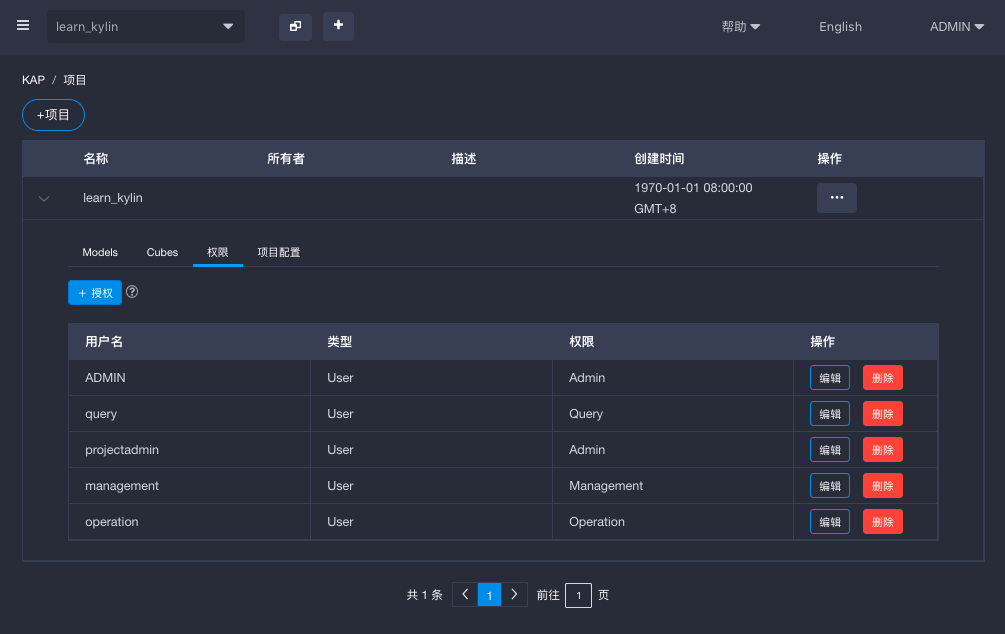 learn_kylin 帮助 English ADMIN
KAP / 项目
+项目
名称 所有者 描述 创建时间 操作
learn_kylin 1970-01-01 08:00:00 GMT+8 ...
Models Cubes 权限 项目配置
+ 授权 ?
用户名 类型 权限 操作
ADMIN User Admin 编辑 删除
query User Query 编辑 删除
projectadmin User Admin 编辑 删除
management User Management 编辑 删除
operation User Operation 编辑 删除
共 1 条 < 1 > 前往 1 页